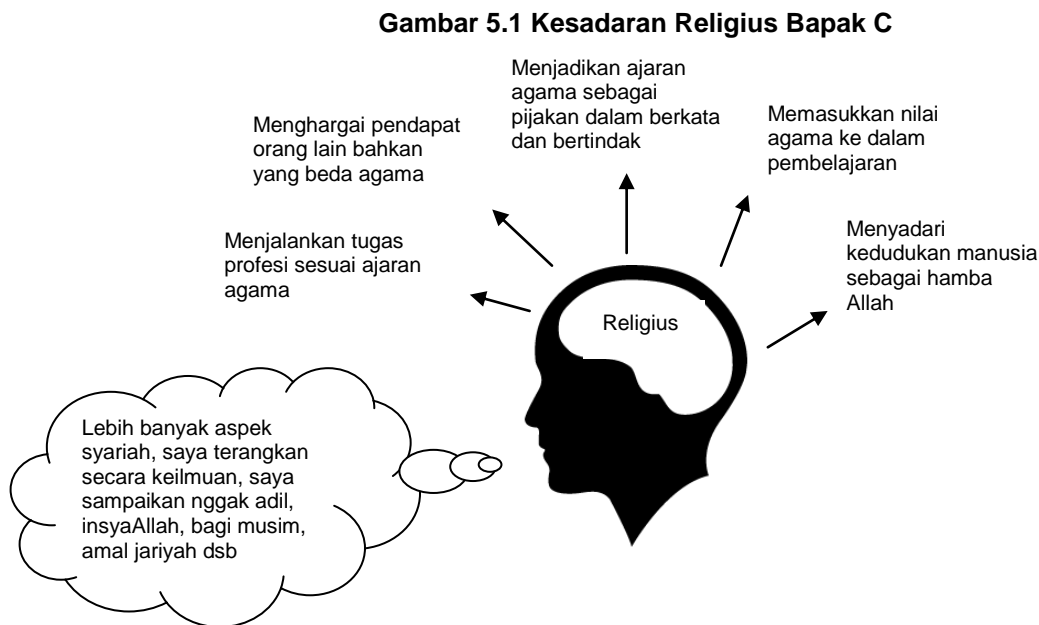 Gambar 5.1 Kesadaran Religius Bapak C
Menjadikan ajaran
agama sebagai
pijakan dalam berkata
dan bertindak
Menghargai pendapat
orang lain bahkan
yang beda agama
Memasukkan nilai
agama ke dalam
pembelajaran
Menjalankan tugas
profesi sesuai ajaran
agama
Menyadari
kedudukan manusia
sebagai hamba
Allah
Religius
Lebih banyak aspek
syariah, saya terangkan
secara keilmuan, saya
sampaikan nggak adil,
insyaAllah, bagi musim,
amal jariyah dsb